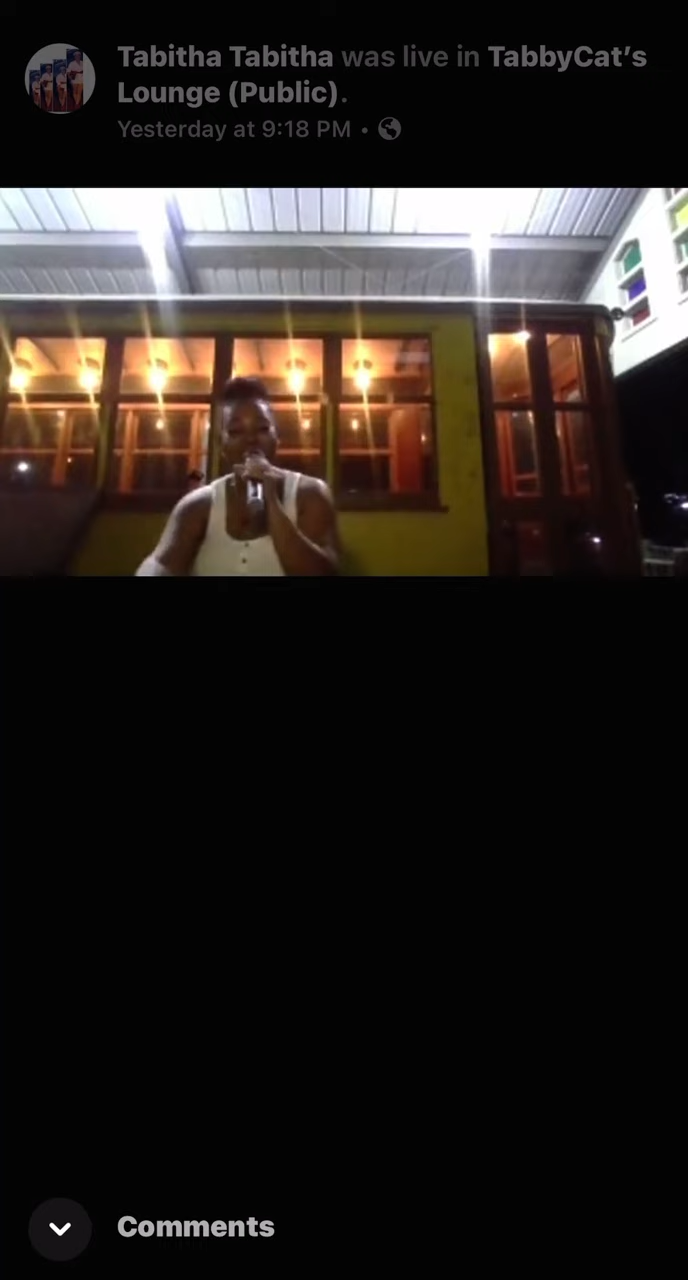 Tabitha Tabitha was live in TabbyCat’s
Lounge (Public).
Yesterday at 9:18 PM •
Comments